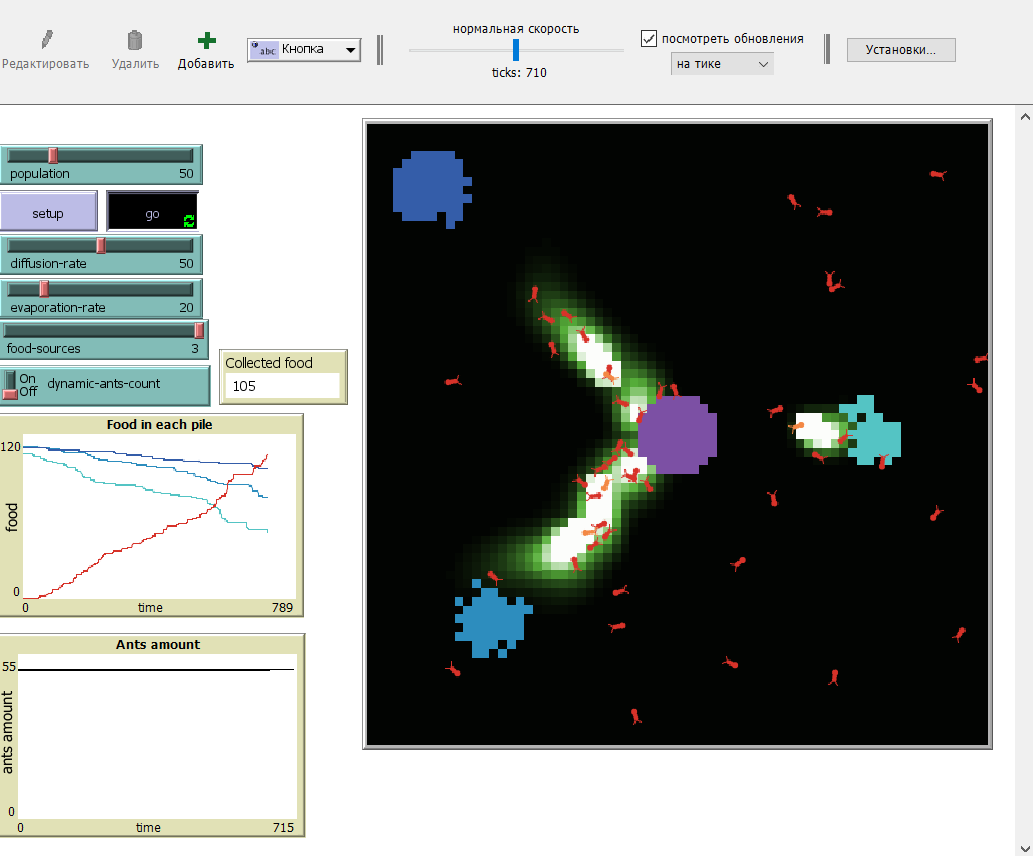 нормальная скорость
посмотреть обновления
Редактировать
Удалить
Добавить
abc
Кнопка
ticks: 710
на тике
Установки...
population 50
setup
go
diffusion-rate 50
evaporation-rate 20
food-sources 3
On
Off
dynamic-ants-count
Collected food
105
Food in each pile
120
food
0
0
time
789
Ants amount
55
ants amount
0
0
time
715